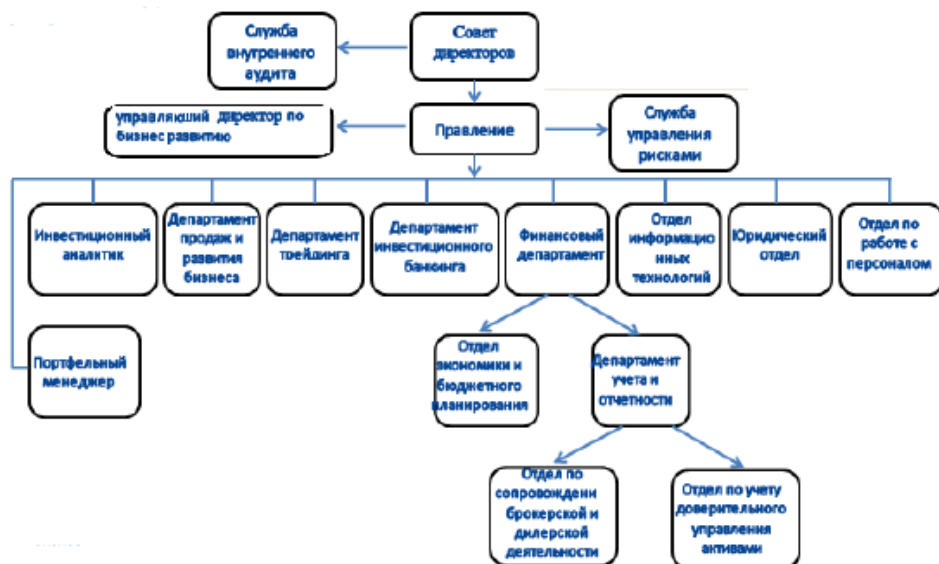 Служба
внутреннего
аудита
Совет
директоров
управляющий директор по
бизнес развитию
Правление
Служба
управления
рисками
Инвестиционный
аналитик
Департамент
продаж и
развития
бизнеса
Департамент
трейдинга
Департамент
инвестиционного
банкинга
Финансовый
департамент
Отдел
информацио
нных
технологий
Юридический
отдел
Отдел по
работе с
персоналом
Портфельный
менеджер
Отдел
экономики и
бюджетного
планирования
Департамент
учета и
отчетности
Отдел по
сопровождени
брокерской и
дилерской
деятельности
Отдел по учету
доверительного
управления
активами